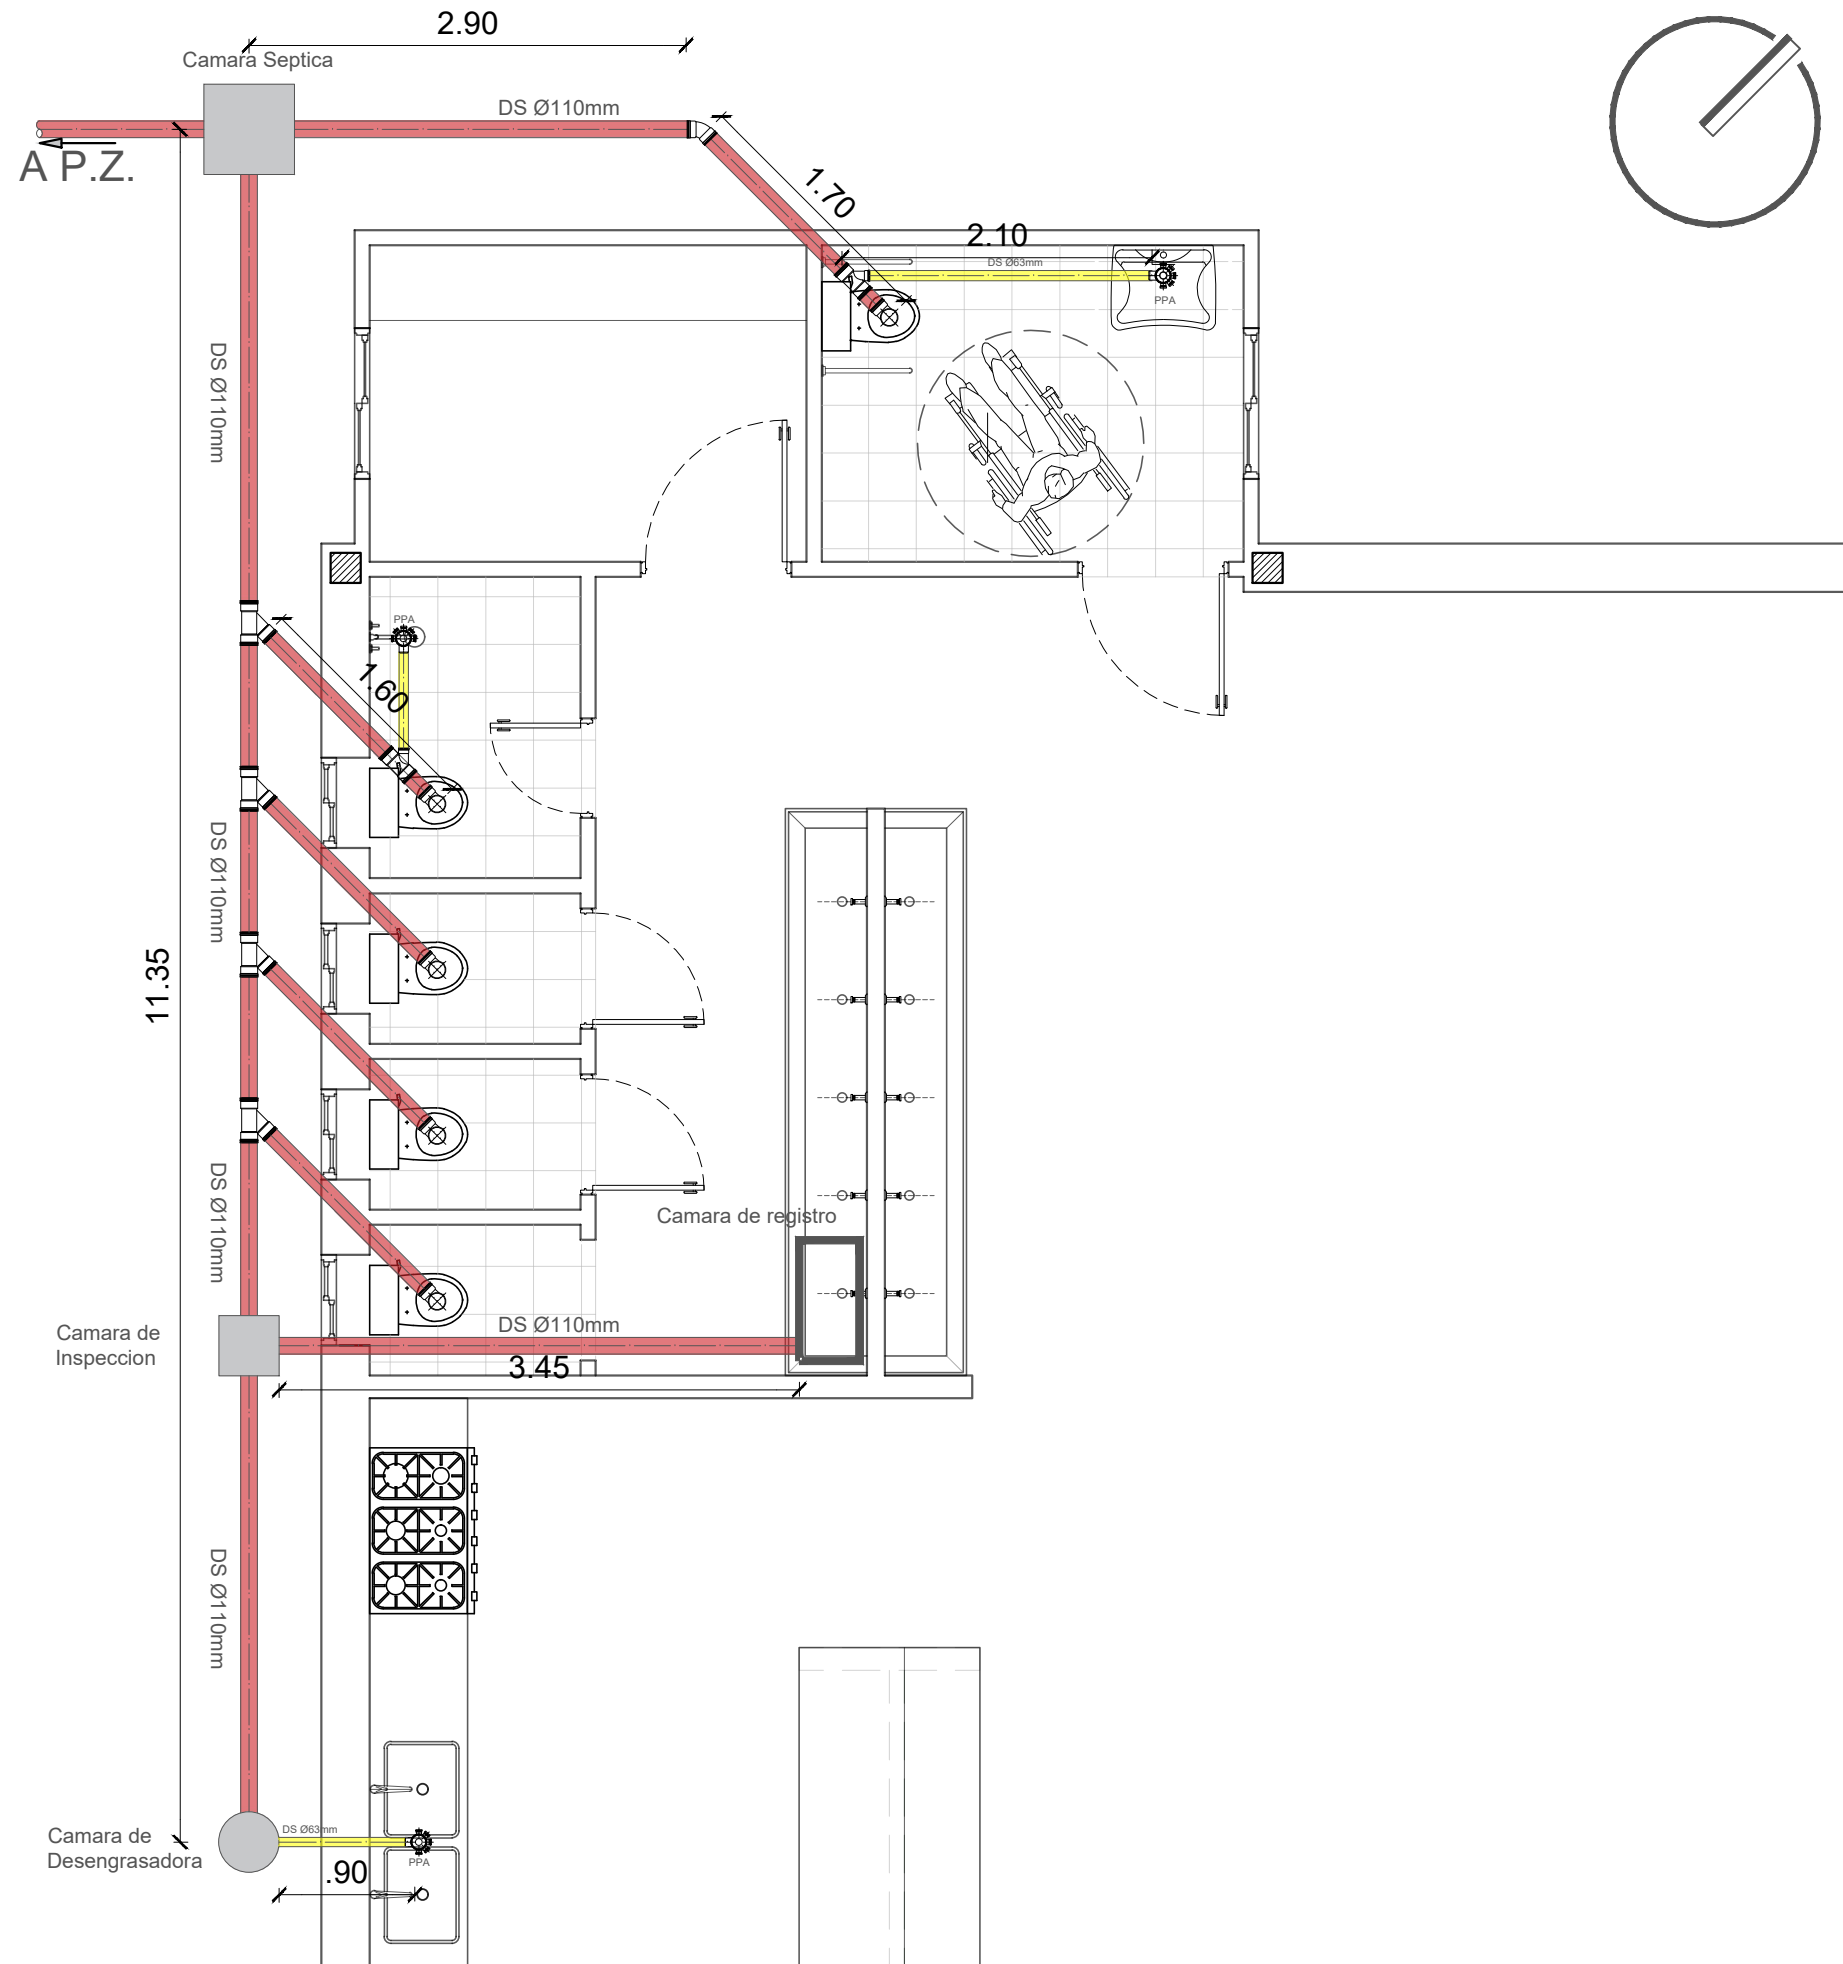 2.90
Camara Septica
DS Ø110mm
A P.Z.
1.70
2.10
DS Ø63mm
PPA
DS Ø110mm
PPA
1.60
DS Ø110mm
11.35
Camara de registro
DS Ø110mm
Camara de
Inspeccion
DS Ø110mm
3.45
DS Ø110mm
DS Ø63mm
Camara de
Desengrasadora
PPA
.90